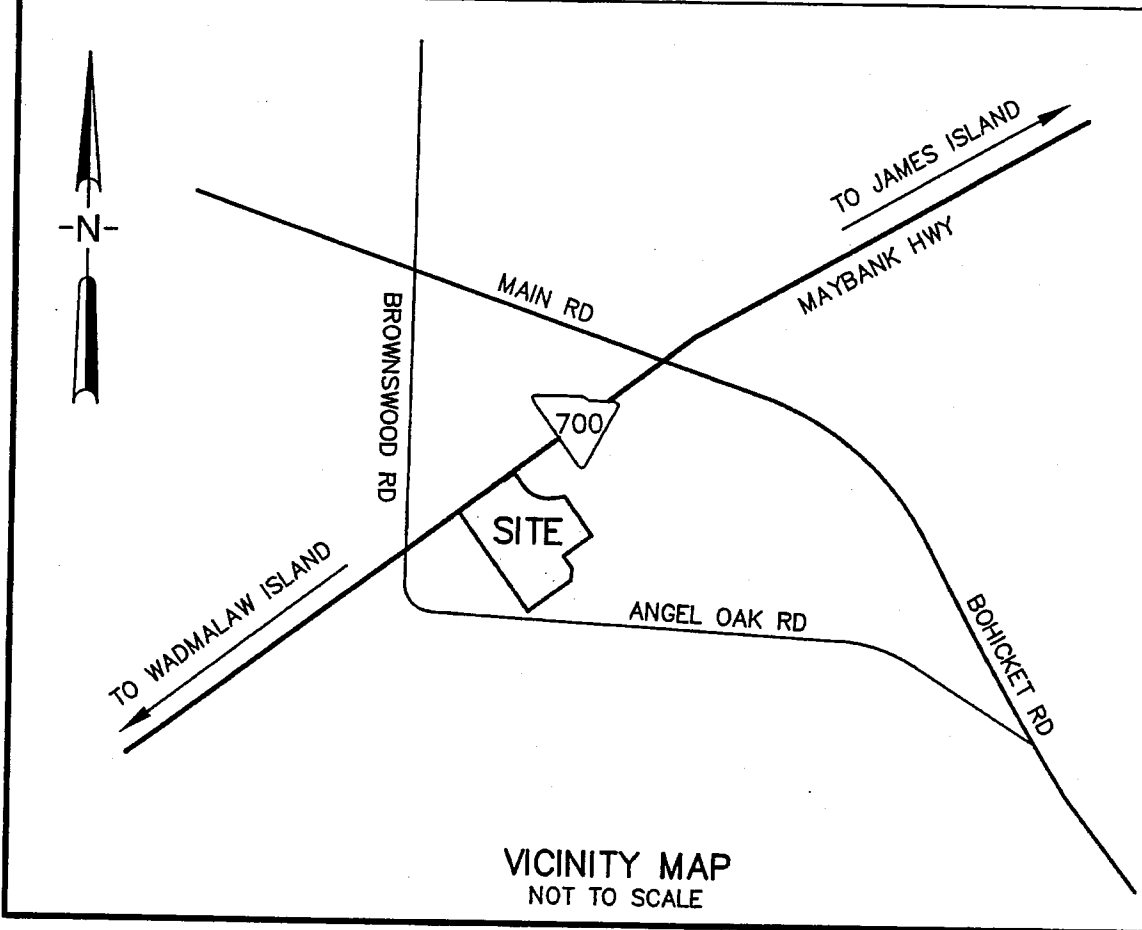 TO JAMES ISLAND
-N-
MAYBANK HWY
MAIN RD
BROWNSWOOD RD
700
SITE
TO WADMALAW ISLAND
ANGEL OAK RD
BOHICKET RD
VICINITY MAP
NOT TO SCALE